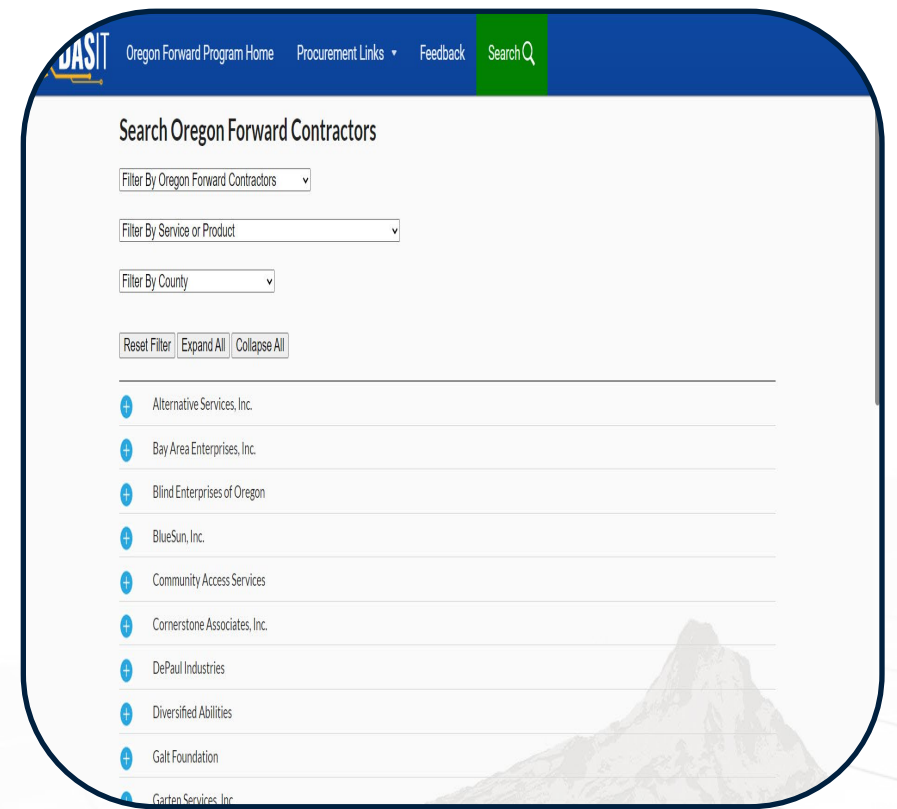 DASIT Oregon Forward Program Home Procurement Links Feedback Search
Search Oregon Forward Contractors
Filter By Oregon Forward Contractors
Filter By Service or Product
Filter By County
Reset Filter Expand All Collapse All
Alternative Services, Inc.
Bay Area Enterprises, Inc.
Blind Enterprises of Oregon
BlueSun, Inc.
Community Access Services
Cornerstone Associates, Inc.
DePaul Industries
Diversified Abilities
Galt Foundation
Garten Services, Inc.